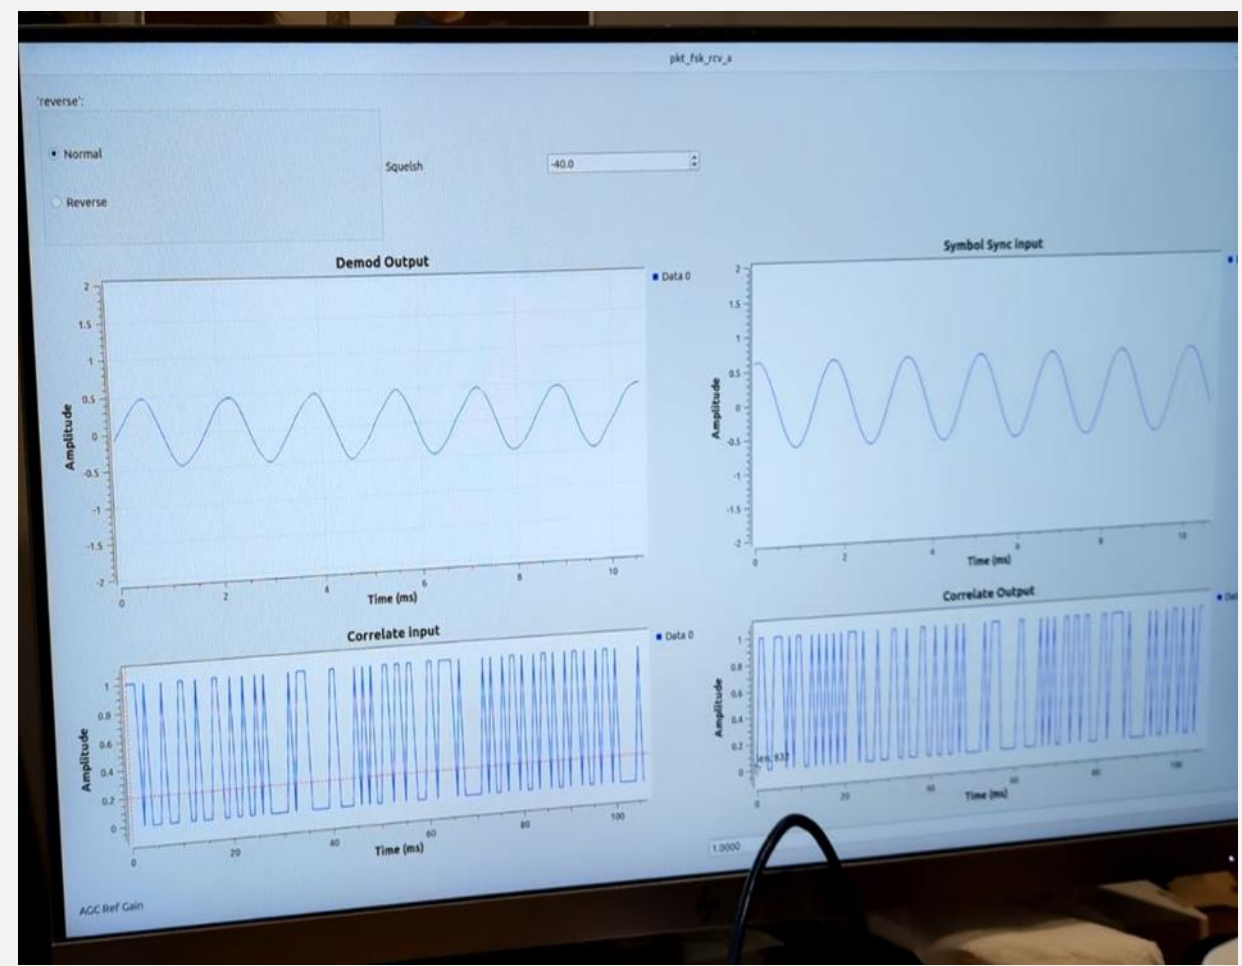 pkt_fsk_rcv_a
'reverse':
Normal
Reverse
Squelsh
-40.0
Demod Output
Data 0
2
1.5
1
0.5
0
-0.5
-1
-1.5
-2
Amplitude
0 2 4 6 8 10
Time (ms)
Symbol Sync input
2
1.5
1
0.5
0
-0.5
-1
-1.5
-2
Amplitude
0 2 4 6 8 10
Time (ms)
Correlate input
Data 0
1
0.8
0.6
0.4
0.2
0
Amplitude
0 20 40 60 80 100
Time (ms)
Correlate Output
1
0.8
0.6
0.4
0.2
0
Amplitude
0 20 40 60 80 100
Time (ms)
AGC Ref Gain
1.0000